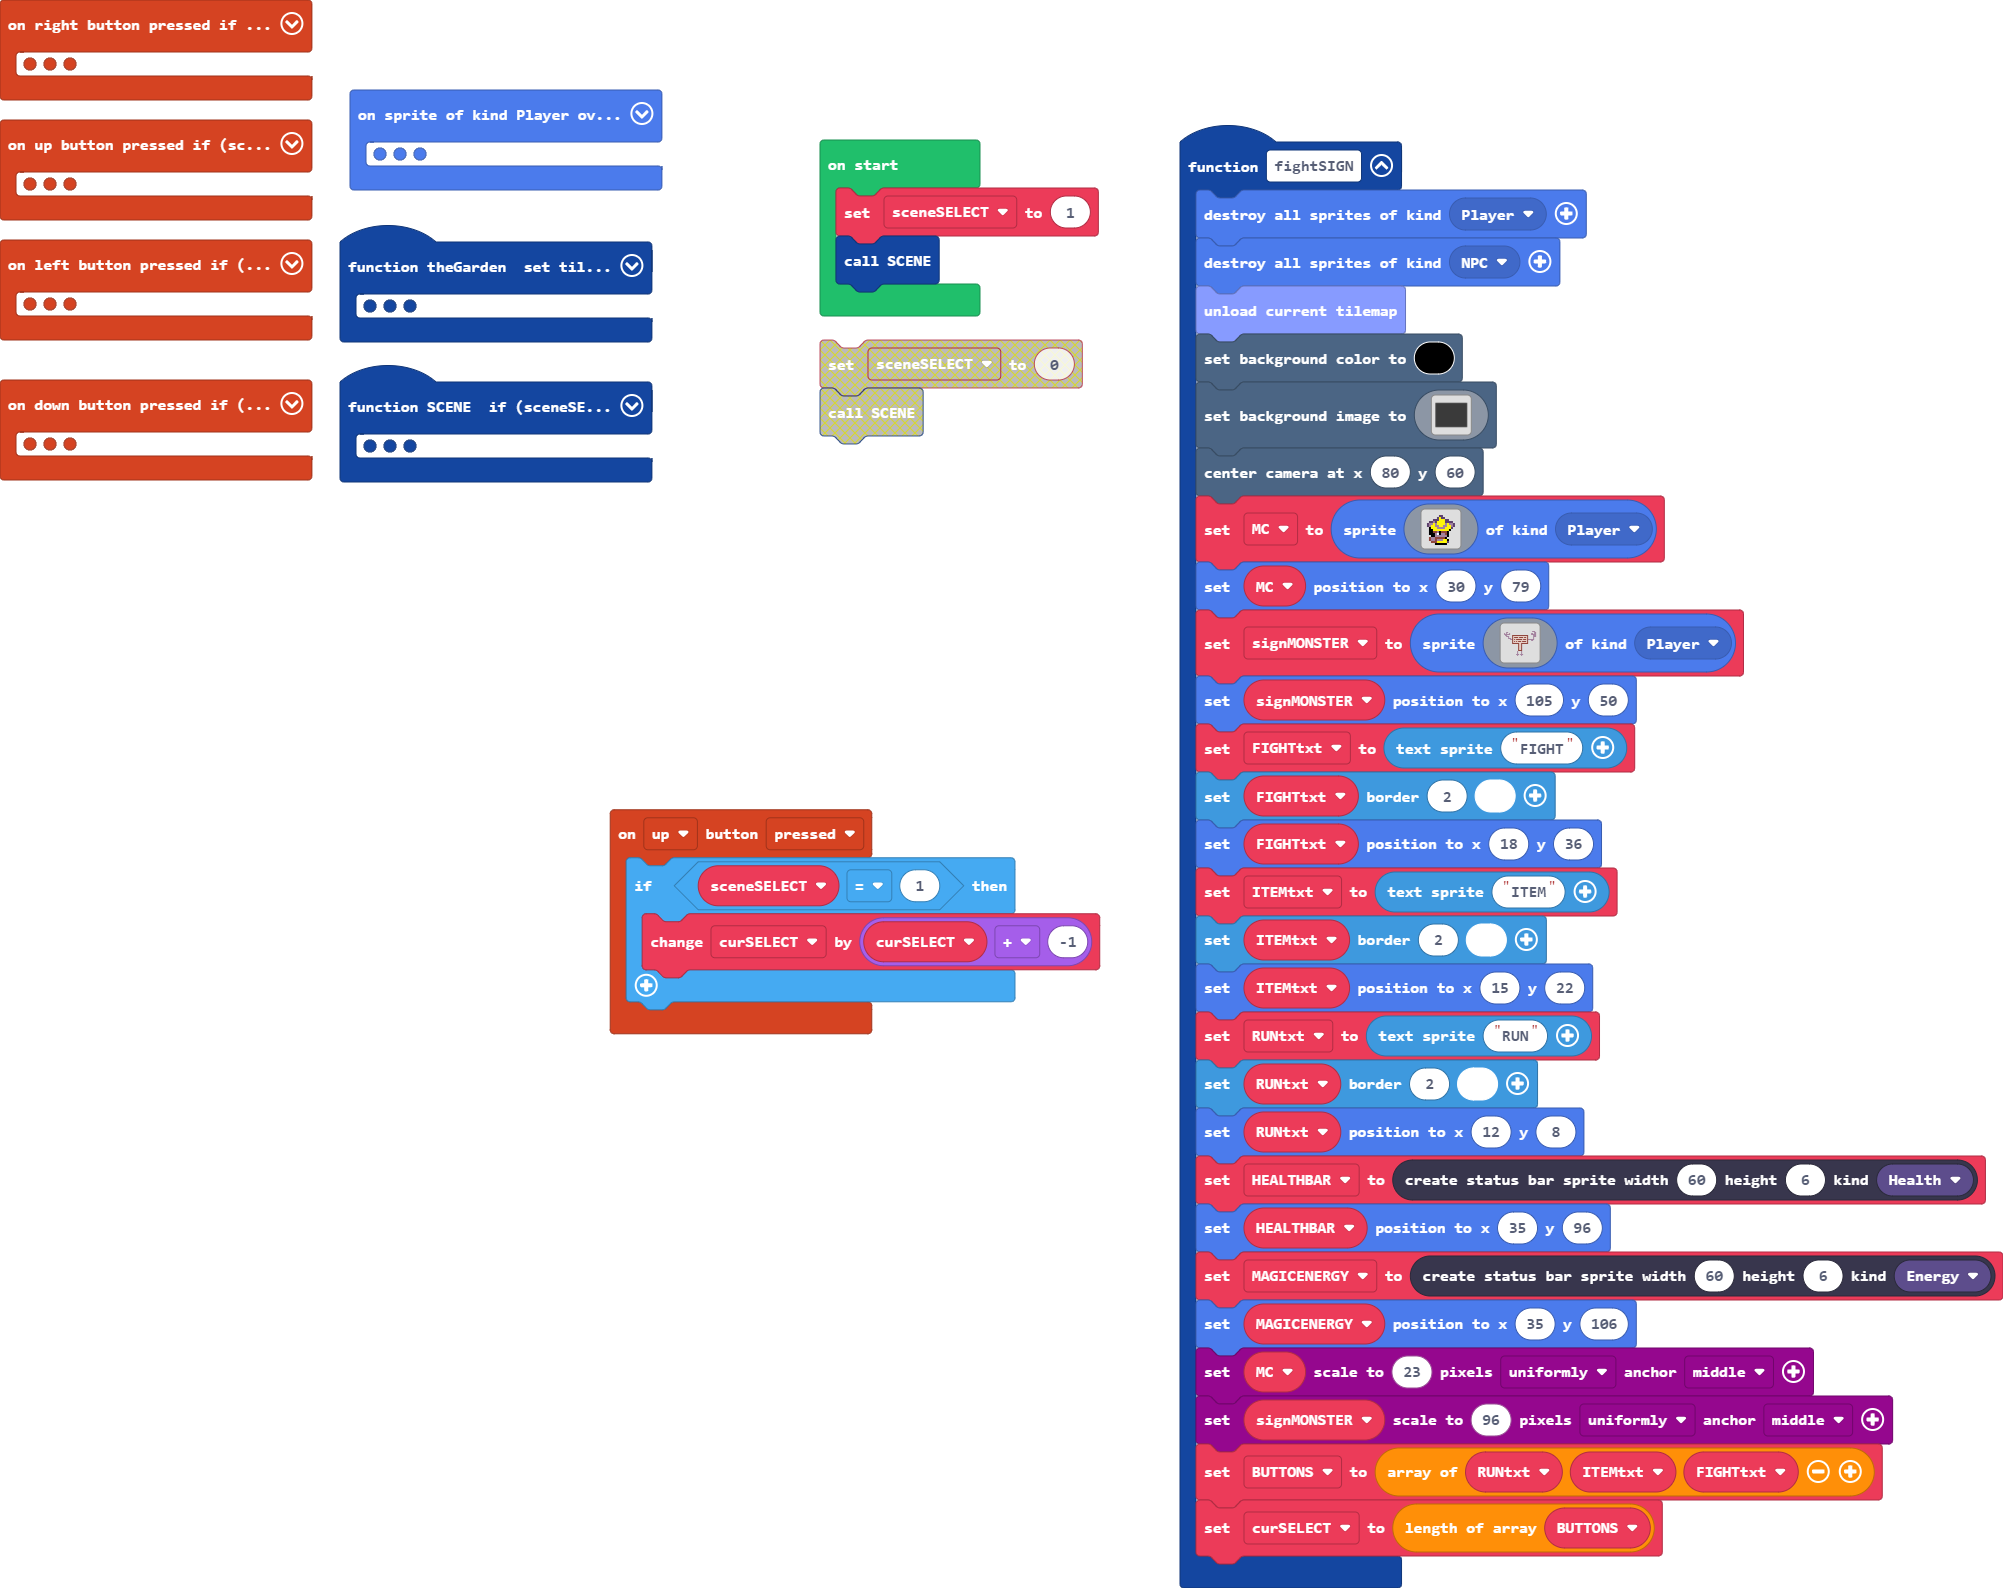 on right button pressed if ...
on up button pressed if (sc...
on left button pressed if (...
on down button pressed if (...
on sprite of kind Player ov...
function theGarden set til...
function SCENE if (sceneSE...
on start
set sceneSELECT to 1
call SCENE
set sceneSELECT to 0
call SCENE
on up button pressed
if sceneSELECT = 1 then
change curSELECT by curSELECT + -1
function fightSIGN
destroy all sprites of kind Player
destroy all sprites of kind NPC
unload current tilemap
set background color to
set background image to
center camera at x 80 y 60
set MC to sprite of kind Player
set MC position to x 30 y 79
set signMONSTER to sprite of kind Player
set signMONSTER position to x 105 y 50
set FIGHTtxt to text sprite "FIGHT"
set FIGHTtxt border 2
set FIGHTtxt position to x 18 y 36
set ITEMtxt to text sprite "ITEM"
set ITEMtxt border 2
set ITEMtxt position to x 15 y 22
set RUNtxt to text sprite "RUN"
set RUNtxt border 2
set RUNtxt position to x 12 y 8
set HEALTHBAR to create status bar sprite width 60 height 6 kind Health
set HEALTHBAR position to x 35 y 96
set MAGICENERGY to create status bar sprite width 60 height 6 kind Energy
set MAGICENERGY position to x 35 y 106
set MC scale to 23 pixels uniformly anchor middle
set signMONSTER scale to 96 pixels uniformly anchor middle
set BUTTONS to array of RUNtxt ITEMtxt FIGHTtxt
set curSELECT to length of array BUTTONS